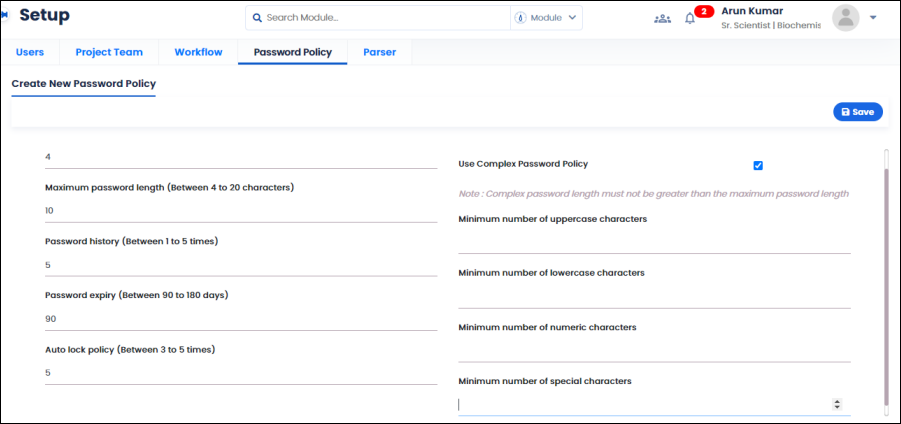 Setup
Search Module..
Module
2
Arun Kumar
Sr. Scientist | Biochemis
Users
Project Team
Workflow
Password Policy
Parser
Create New Password Policy
Save
4
Maximum password length (Between 4 to 20 characters)
10
Password history (Between 1 to 5 times)
5
Password expiry (Between 90 to 180 days)
90
Auto lock policy (Between 3 to 5 times)
5
Use Complex Password Policy
Note : Complex password length must not be greater than the maximum password length
Minimum number of uppercase characters
Minimum number of lowercase characters
Minimum number of numeric characters
Minimum number of special characters